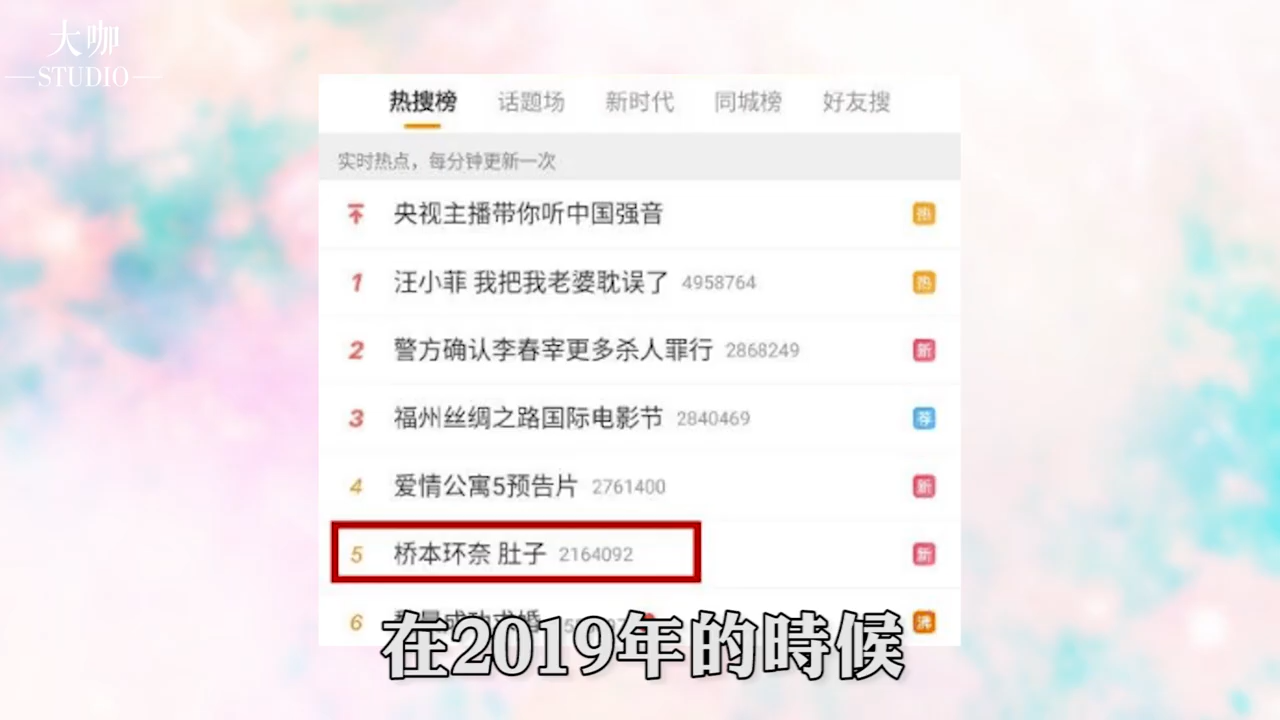 大咖
STUDIO
热搜榜 话题场 新时代 同城榜 好友搜
实时热点，每分钟更新一次
央视主播带你听中国强音 热
1 汪小菲 我把我老婆耽误了 4958764 热
2 警方确认李春宰更多杀人罪行 2868249 新
3 福州丝绸之路国际电影节 2840469 荐
4 爱情公寓5预告片 2761400 新
5 桥本环奈 肚子 2164092 新
6 沸
在2019年的時候